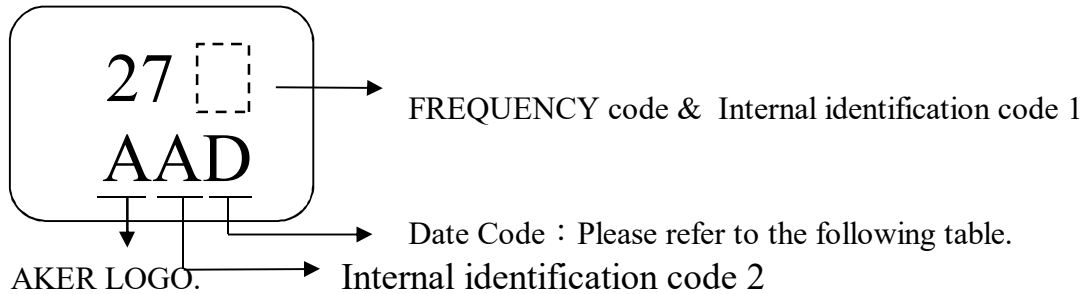 27
FREQUENCY code & Internal identification code 1
AAD
Date Code：Please refer to the following table.
AKER LOGO.
Internal identification code 2